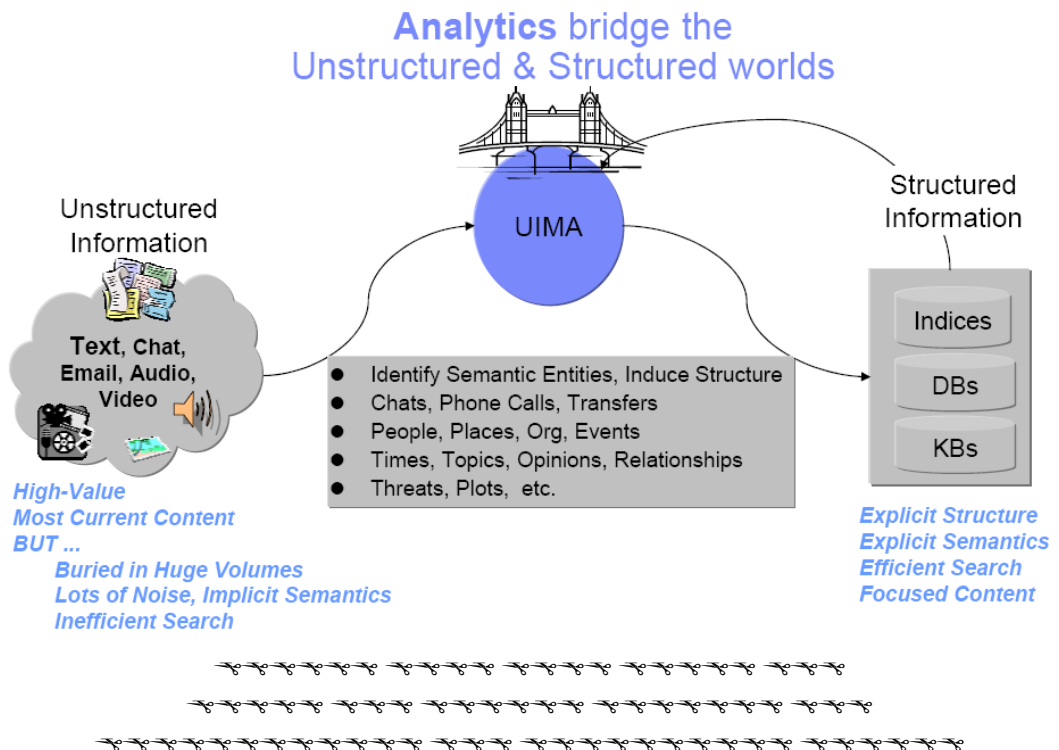 Analytics bridge the
Unstructured & Structured worlds
Unstructured
Information
Text, Chat,
Email, Audio,
Video
High-Value
Most Current Content
BUT ...
Buried in Huge Volumes
Lots of Noise, Implicit Semantics
Inefficient Search
UIMA
● Identify Semantic Entities, Induce Structure
● Chats, Phone Calls, Transfers
● People, Places, Org, Events
● Times, Topics, Opinions, Relationships
● Threats, Plots, etc.
Structured
Information
Indices
DBs
KBs
Explicit Structure
Explicit Semantics
Efficient Search
Focused Content